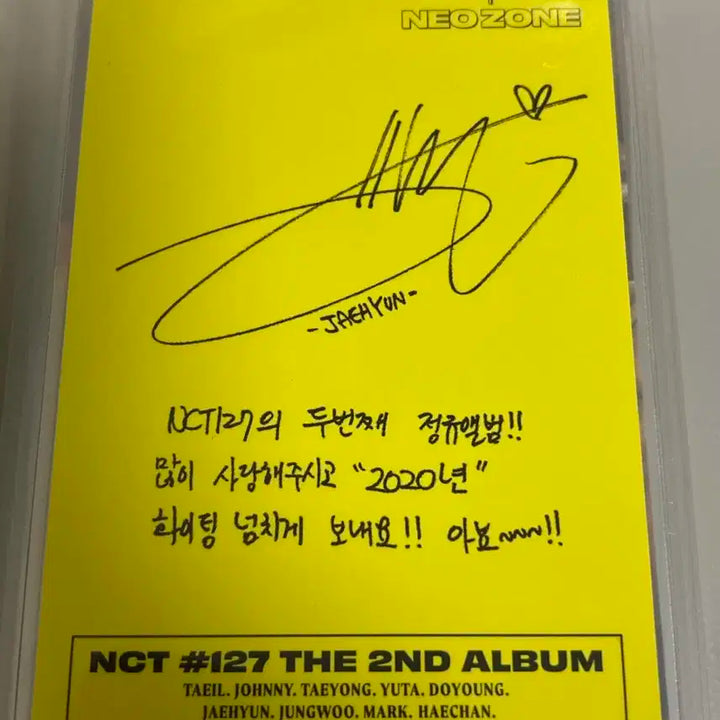 NEO ZONE
-JAEHYUN-
NCT127의 두번째 정규앨범!!
많이 사랑해주시고 "2020년"
화이팅 넘치게 보내요!! 아뵤~~~!!
NCT #127 THE 2ND ALBUM
TAEIL. JOHNNY. TAEYONG. YUTA. DOYOUNG.
JAEHYUN. JUNGWOO. MARK. HAECHAN.